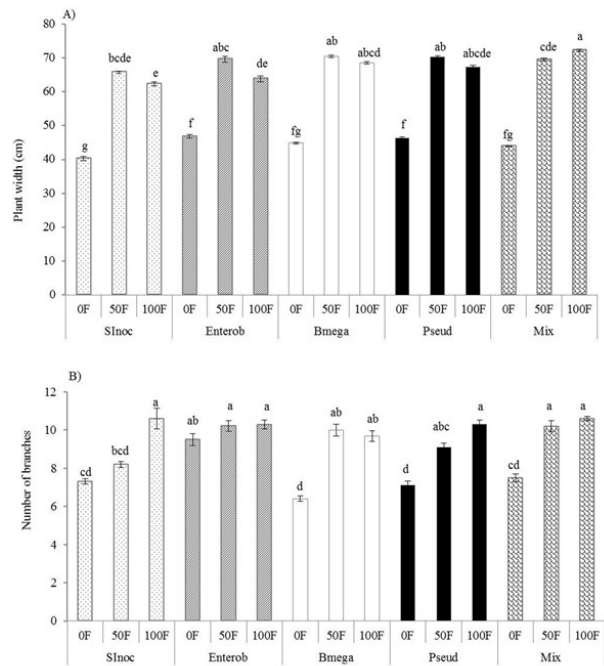 A)
Plant width (cm)
80
70
60
50
40
30
20
10
0
g bcde e f abc de fg ab abcd f ab abcde fg cde a
0F 50F 100F 0F 50F 100F 0F 50F 100F 0F 50F 100F 0F 50F 100F
SInoc Enterob Bmega Pseud Mix
B)
Number of branches
12
10
8
6
4
2
0
cd bcd a ab a a d ab ab d abc a cd a a
0F 50F 100F 0F 50F 100F 0F 50F 100F 0F 50F 100F 0F 50F 100F
SInoc Enterob Bmega Pseud Mix